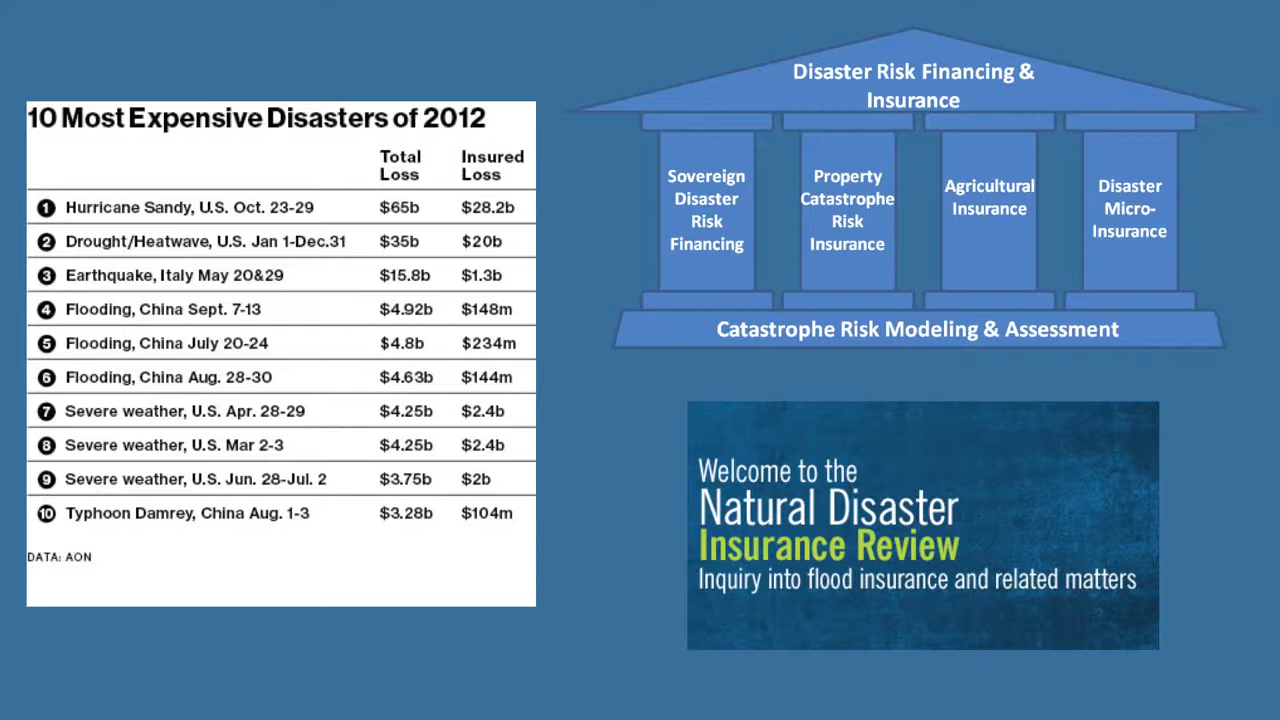 10 Most Expensive Disasters of 2012
Total Insured
Loss Loss
1 Hurricane Sandy, U.S. Oct. 23-29 $65b $28.2b
2 Drought/Heatwave, U.S. Jan 1-Dec.31 $35b $20b
3 Earthquake, Italy May 20&29 $15.8b $1.3b
4 Flooding, China Sept. 7-13 $4.92b $148m
5 Flooding, China July 20-24 $4.8b $234m
6 Flooding, China Aug. 28-30 $4.63b $144m
7 Severe weather, U.S. Apr. 28-29 $4.25b $2.4b
8 Severe weather, U.S. Mar 2-3 $4.25b $2.4b
9 Severe weather, U.S. Jun. 28-Jul. 2 $3.75b $2b
10 Typhoon Damrey, China Aug. 1-3 $3.28b $104m
DATA: AON
Disaster Risk Financing &
Insurance
Sovereign
Disaster
Risk
Financing
Property
Catastrophe
Risk
Insurance
Agricultural
Insurance
Disaster
Micro-
Insurance
Catastrophe Risk Modeling & Assessment
Welcome to the
Natural Disaster
Insurance Review
Inquiry into flood insurance and related matters